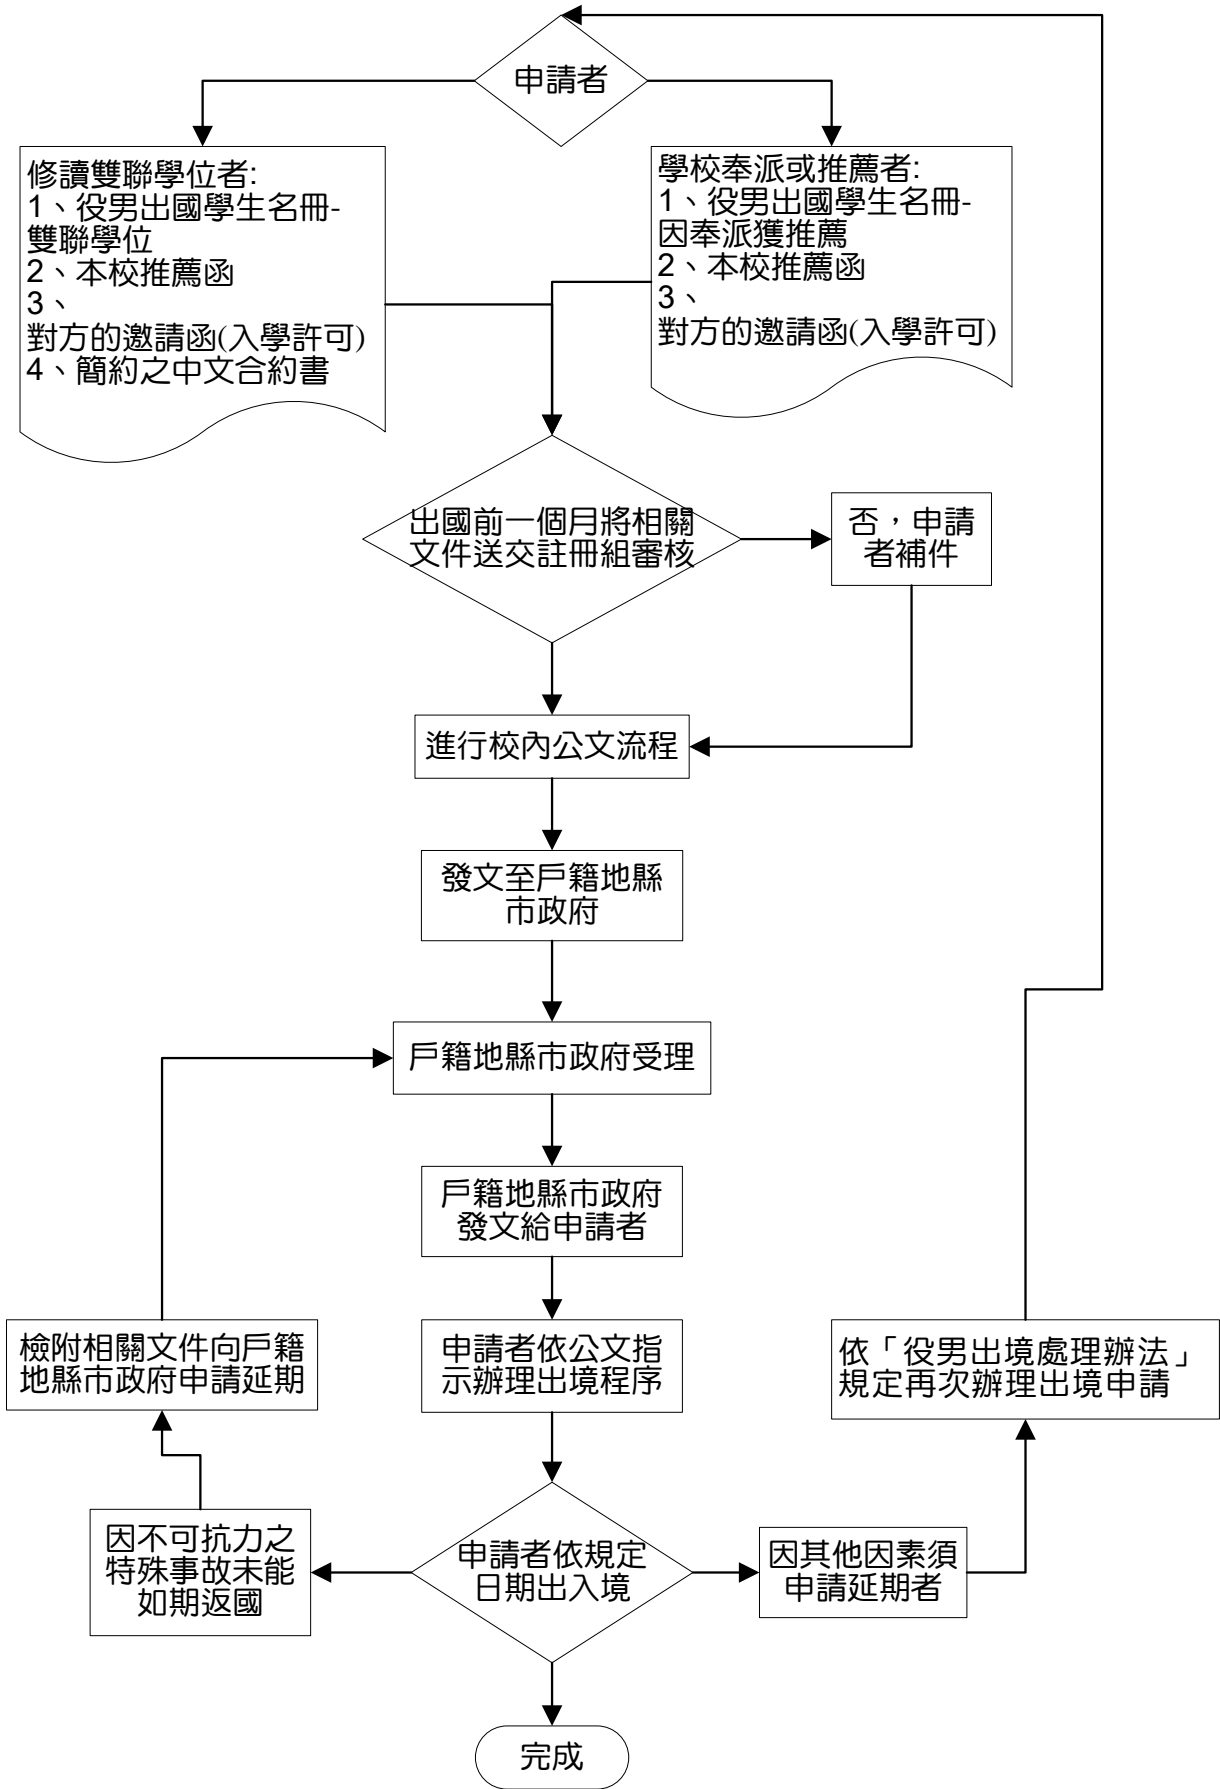 申請者
修讀雙聯學位者:
1、役男出國學生名冊-
雙聯學位
2、本校推薦函
3、
對方的邀請函(入學許可)
4、簡約之中文合約書
學校奉派或推薦者:
1、役男出國學生名冊-
因奉派獲推薦
2、本校推薦函
3、
對方的邀請函(入學許可)
出國前一個月將相關
文件送交註冊組審核
否，申請
者補件
進行校內公文流程
發文至戶籍地縣
市政府
戶籍地縣市政府受理
戶籍地縣市政府
發文給申請者
檢附相關文件向戶籍
地縣市政府申請延期
申請者依公文指
示辦理出境程序
依「役男出境處理辦法」
規定再次辦理出境申請
因不可抗力之
特殊事故未能
如期返國
申請者依規定
日期出入境
因其他因素須
申請延期者
完成